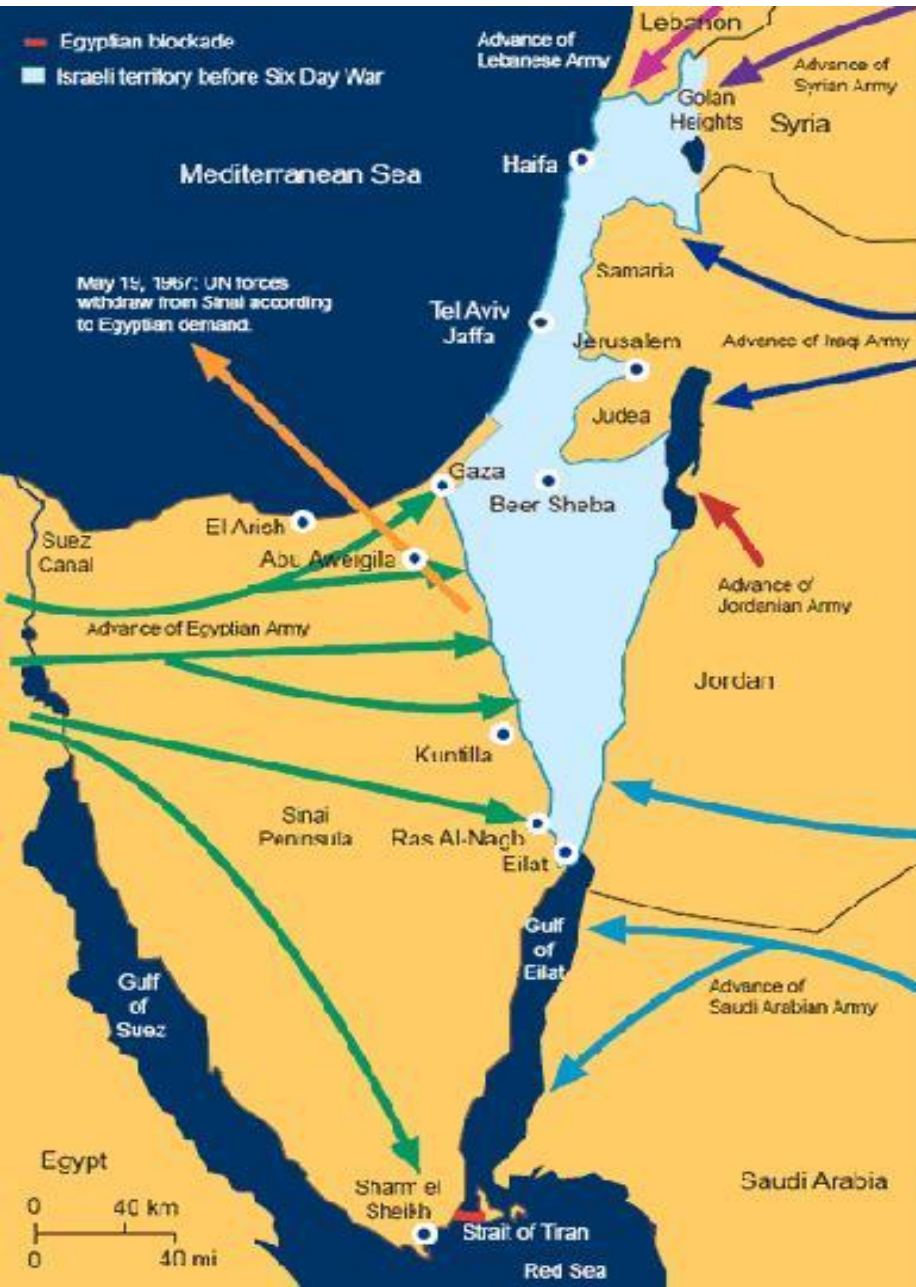 Egyptian blockade
Israeli territory before Six Day War
Advance of
Lebanese Army
Lebanon
Advance of
Syrian Army
Golan
Heights
Syria
Mediterranean Sea
Haifa
May 19, 1967: UN forces
withdraw from Sinai according
to Egyptian demand.
Samaria
Tel Aviv
Jaffa
Jerusalem
Advance of Iraqi Army
Judea
Gaza
Beer Sheba
El Arish
Suez
Canal
Abu Aweigila
Advance of
Jordanian Army
Advance of Egyptian Army
Jordan
Kuntilla
Sinai
Peninsula
Ras Al-Nagb
Eilat
Gulf
of
Eilat
Gulf
of
Suez
Advance of
Saudi Arabian Army
Egypt
Sharm el
Sheikh
Saudi Arabia
0 40 km
0 40 mi
Strait of Tiran
Red Sea